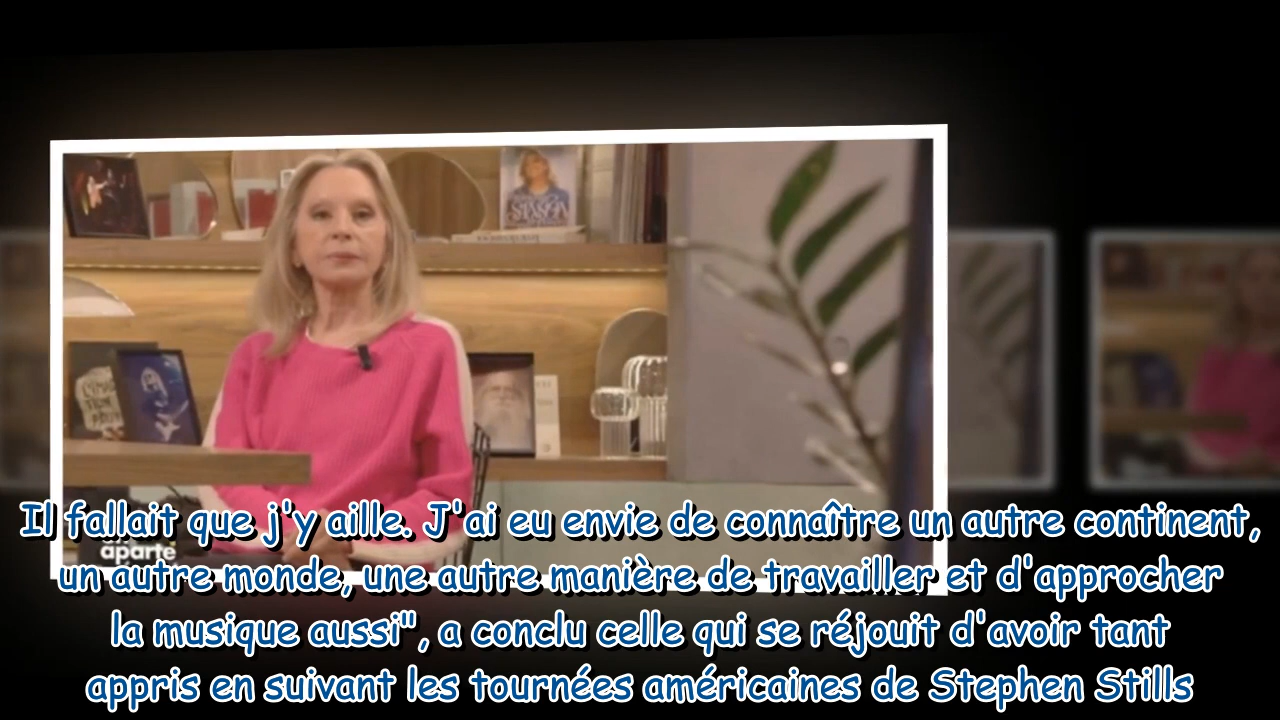 SANSON
aparte
Il fallait que j'y aille. J'ai eu envie de connaître un autre continent,
un autre monde, une autre manière de travailler et d'approcher
la musique aussi", a conclu celle qui se réjouit d'avoir tant
appris en suivant les tournées américaines de Stephen Stills